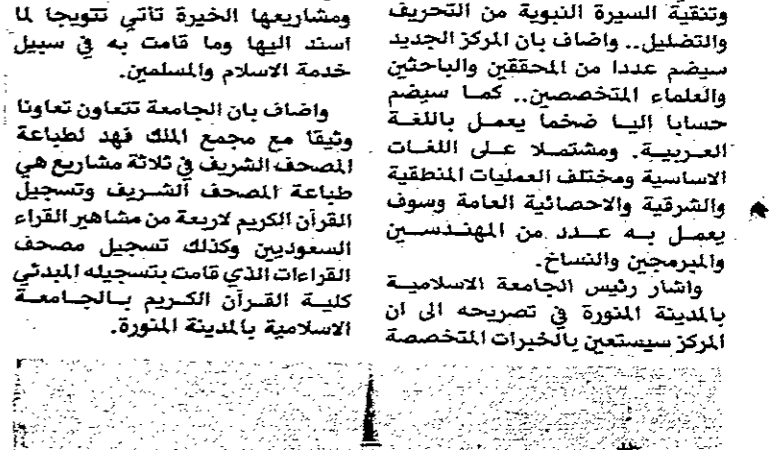 وتنقية السيرة النبوية من التحريف
والتضليل.. واضاف بان المركز الجديد
سيضم عددا من المحققين والباحثين
والعلماء المتخصصين.. كما سيضم
حسابا اليا ضخما يعمل باللغة
العربية. ومشتملا على اللغات
الاساسية ومختلف العمليات المنطقية
والشرقية والاحصائية العامة وسوف
يعمل به عدد من المهندسين
والمبرمجين والنساخ.
واشار رئيس الجامعة الاسلامية
بالمدينة المنورة في تصريحه الى ان
المركز سيستعين بالخبرات المتخصصة
ومشاريعها الخيرة تأتي تتويجا لما
اسند اليها وما قامت به في سبيل
خدمة الاسلام والمسلمين.
واضاف بان الجامعة تتعاون تعاونا
وثيقا مع مجمع الملك فهد لطباعة
المصحف الشريف في ثلاثة مشاريع هي
طباعة المصحف الشريف وتسجيل
القرآن الكريم لاربعة من مشاهير القراء
السعوديين وكذلك تسجيل مصحف
القراءات الذي قامت بتسجيله المبدئي
كلية القرآن الكريم بالجامعة
الاسلامية بالمدينة المنورة.